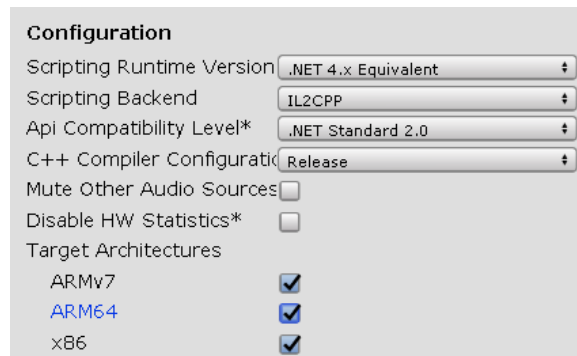 Configuration
Scripting Runtime Version .NET 4.x Equivalent
Scripting Backend IL2CPP
Api Compatibility Level* .NET Standard 2.0
C++ Compiler Configuratic Release
Mute Other Audio Sources
Disable HW Statistics*
Target Architectures
ARMv7
ARM64
x86